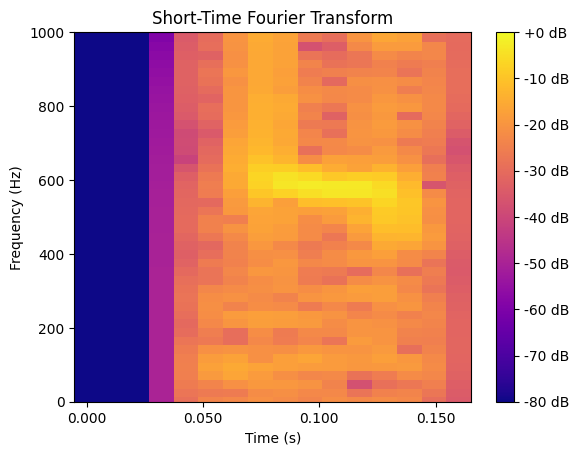 Short-Time Fourier Transform
Frequency (Hz)
1000
800
600
400
200
0
0.000
0.050
0.100
0.150
Time (s)
+0 dB
-10 dB
-20 dB
-30 dB
-40 dB
-50 dB
-60 dB
-70 dB
-80 dB